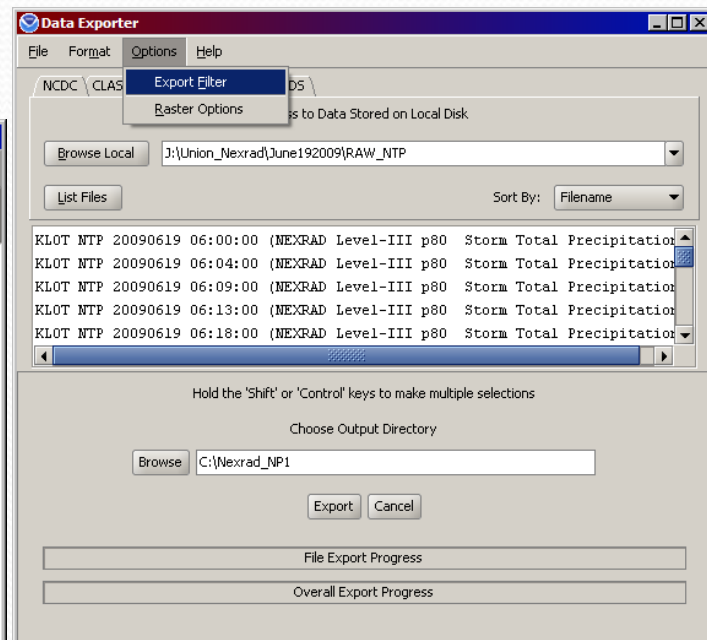 Data Exporter
File Format Options Help
NCDC CLAS DS
Export Filter
Raster Options
ss to Data Stored on Local Disk
Browse Local J:\Union_Nexrad\June192009\RAW_NTP
List Files Sort By: Filename
KLOT NTP 20090619 06:00:00 (NEXRAD Level-III p80 Storm Total Precipitation
KLOT NTP 20090619 06:04:00 (NEXRAD Level-III p80 Storm Total Precipitation
KLOT NTP 20090619 06:09:00 (NEXRAD Level-III p80 Storm Total Precipitation
KLOT NTP 20090619 06:13:00 (NEXRAD Level-III p80 Storm Total Precipitation
KLOT NTP 20090619 06:18:00 (NEXRAD Level-III p80 Storm Total Precipitation
Hold the 'Shift' or 'Control' keys to make multiple selections
Choose Output Directory
Browse C:\Nexrad_NP1
Export Cancel
File Export Progress
Overall Export Progress